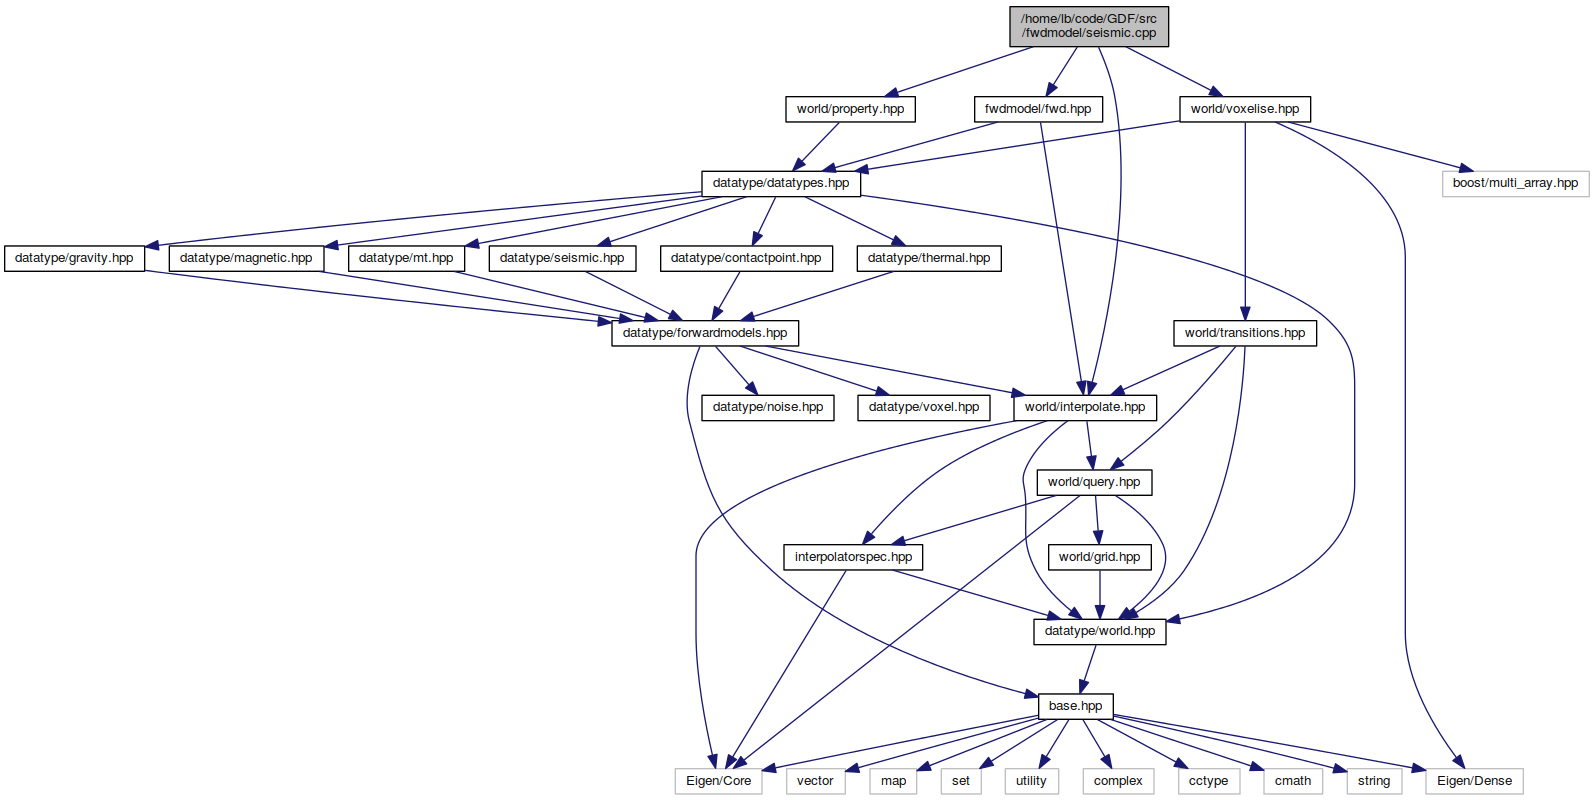 /home/lb/code/GDF/src
/fwdmodel/seismic.cpp
world/property.hpp
fwdmodel/fwd.hpp
world/voxelise.hpp
datatype/datatypes.hpp
boost/multi_array.hpp
datatype/gravity.hpp
datatype/magnetic.hpp
datatype/mt.hpp
datatype/seismic.hpp
datatype/contactpoint.hpp
datatype/thermal.hpp
datatype/forwardmodels.hpp
world/transitions.hpp
datatype/noise.hpp
datatype/voxel.hpp
world/interpolate.hpp
world/query.hpp
interpolatorspec.hpp
world/grid.hpp
datatype/world.hpp
base.hpp
Eigen/Core
vector
map
set
utility
complex
cctype
cmath
string
Eigen/Dense